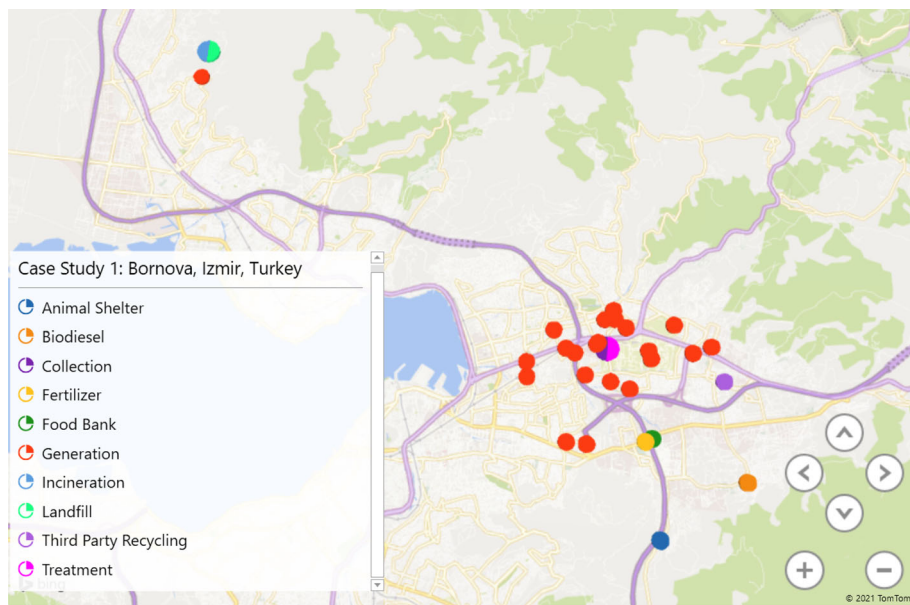 Case Study 1: Bornova, Izmir, Turkey
Animal Shelter
Biodiesel
Collection
Fertilizer
Food Bank
Generation
Incineration
Landfill
Third Party Recycling
Treatment
© 2021 TomTom